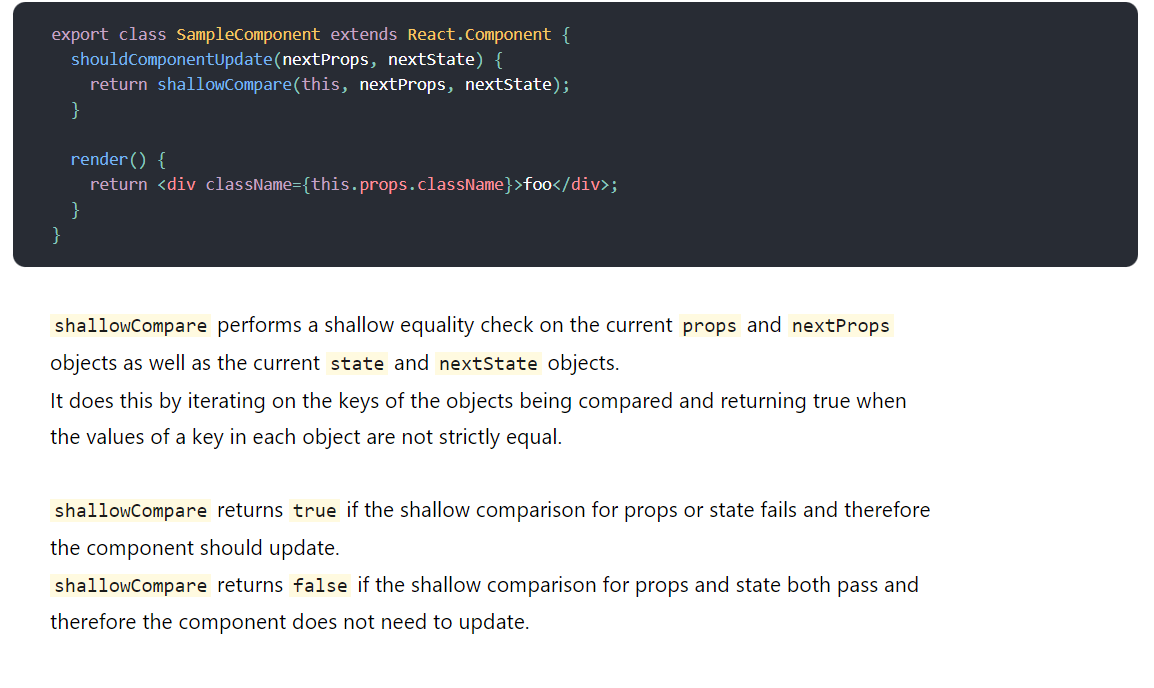 export class SampleComponent extends React.Component {
  shouldComponentUpdate(nextProps, nextState) {
    return shallowCompare(this, nextProps, nextState);
  }

  render() {
    return <div className={this.props.className}>foo</div>;
  }
}

shallowCompare performs a shallow equality check on the current props and nextProps
objects as well as the current state and nextState objects.
It does this by iterating on the keys of the objects being compared and returning true when
the values of a key in each object are not strictly equal.

shallowCompare returns true if the shallow comparison for props or state fails and therefore
the component should update.
shallowCompare returns false if the shallow comparison for props and state both pass and
therefore the component does not need to update.